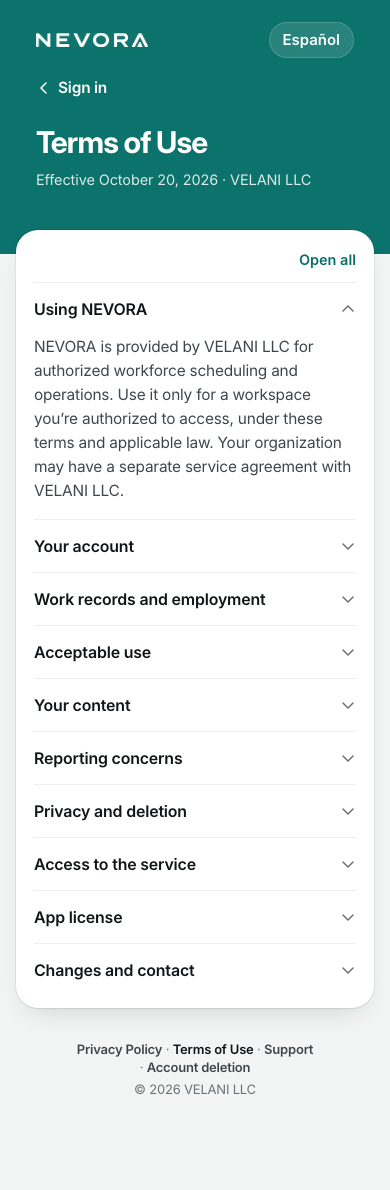 NEVORA
Español
Sign in
Terms of Use
Effective October 20, 2026 · VELANI LLC
Open all
Using NEVORA
NEVORA is provided by VELANI LLC for
authorized workforce scheduling and
operations. Use it only for a workspace
you’re authorized to access, under these
terms and applicable law. Your organization
may have a separate service agreement with
VELANI LLC.
Your account
Work records and employment
Acceptable use
Your content
Reporting concerns
Privacy and deletion
Access to the service
App license
Changes and contact
Privacy Policy · Terms of Use · Support
· Account deletion
© 2026 VELANI LLC